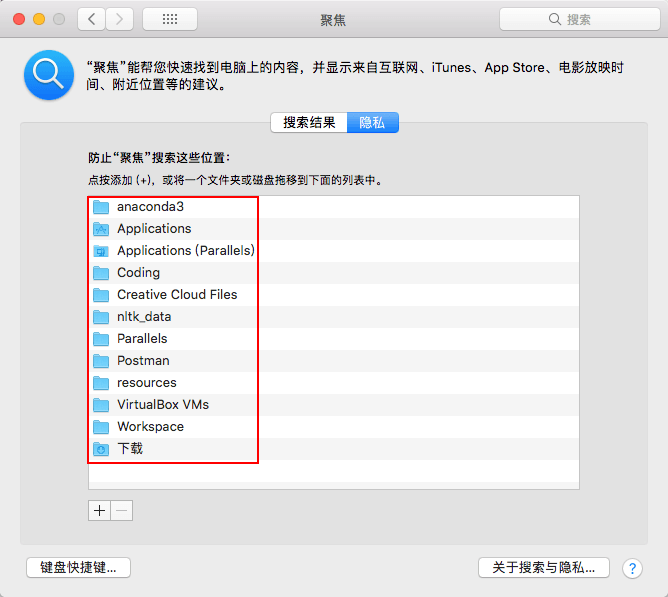 聚焦
搜索
“聚焦”能帮您快速找到电脑上的内容，并显示来自互联网、iTunes、App Store、电影放映时
间、附近位置等的建议。
搜索结果
隐私
防止“聚焦”搜索这些位置：
点按添加 (+)，或将一个文件夹或磁盘拖移到下面的列表中。
anaconda3
Applications
Applications (Parallels)
Coding
Creative Cloud Files
nltk_data
Parallels
Postman
resources
VirtualBox VMs
Workspace
下载
键盘快捷键...
关于搜索与隐私...
?